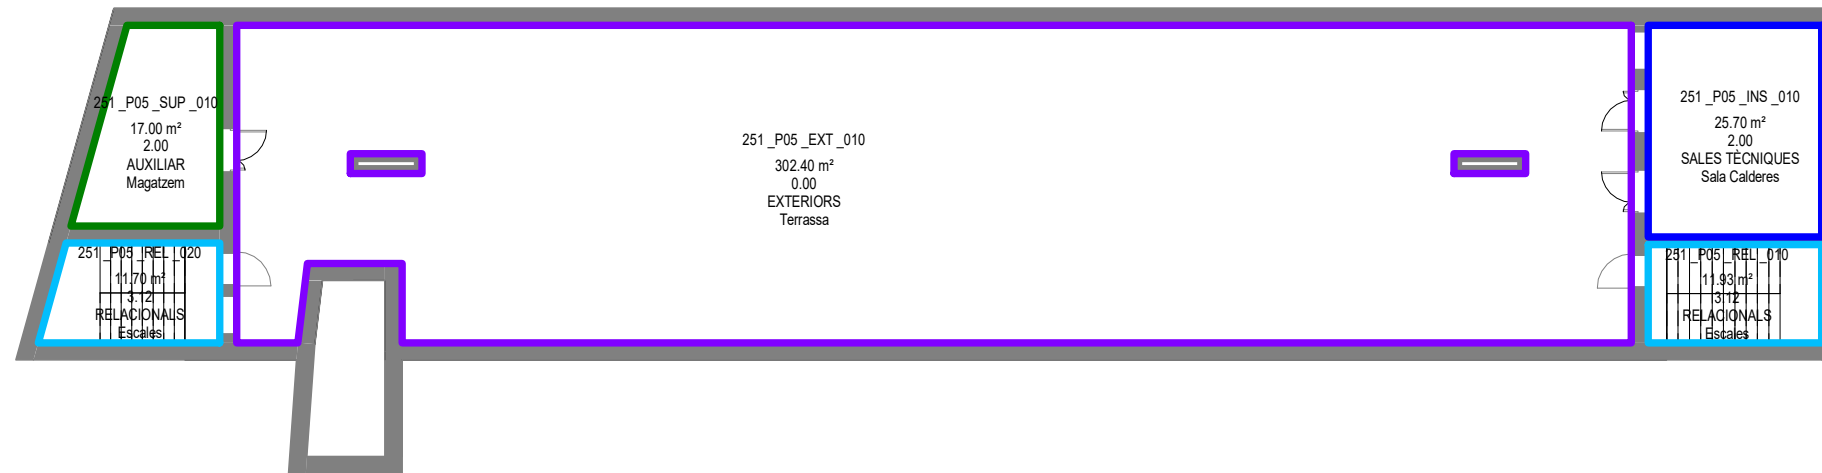 251 _P05 _SUP _010
17.00 m²
2.00
AUXILIAR
Magatzem
251 _P05 _REL _020
11.70 m²
3.12
RELACIONALS
Escales
251 _P05 _EXT _010
302.40 m²
0.00
EXTERIORS
Terrassa
251 _P05 _INS _010
25.70 m²
2.00
SALES TÈCNIQUES
Sala Calderes
251 _P05 _REL _010
11.93 m²
3.12
RELACIONALS
Escales